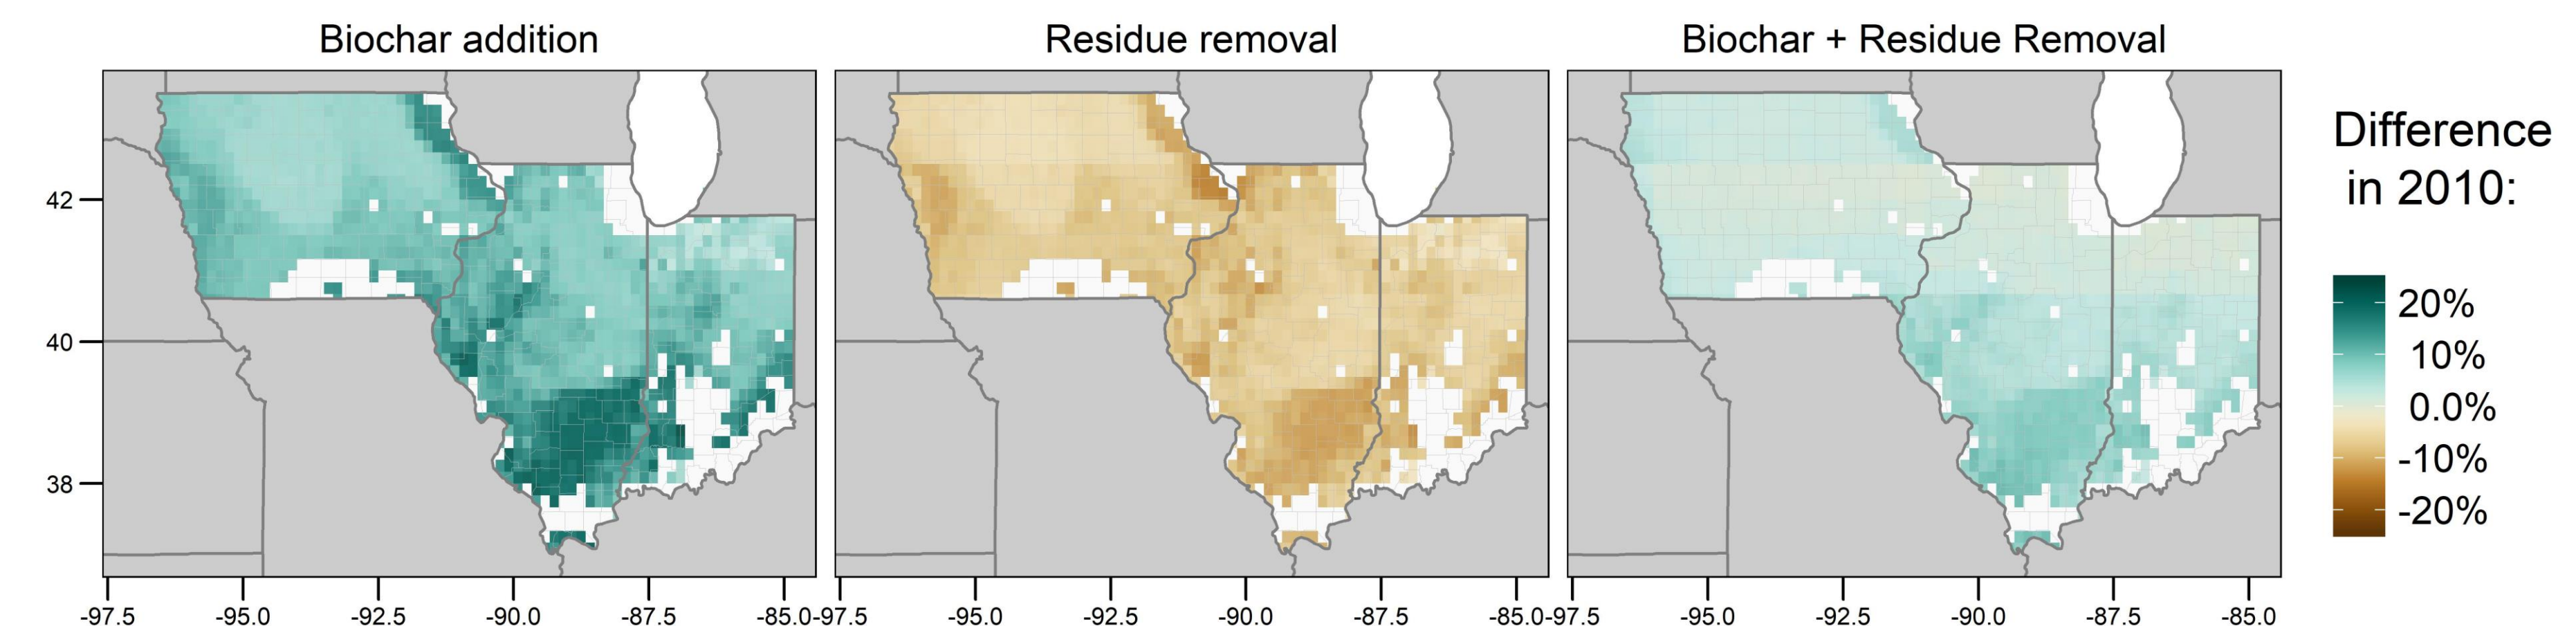 Biochar addition
Residue removal
Biochar + Residue Removal
42
40
38
-97.5 -95.0 -92.5 -90.0 -87.5 -85.0
-97.5 -95.0 -92.5 -90.0 -87.5 -85.0
-97.5 -95.0 -92.5 -90.0 -87.5 -85.0
Difference
in 2010:
20%
10%
0.0%
-10%
-20%